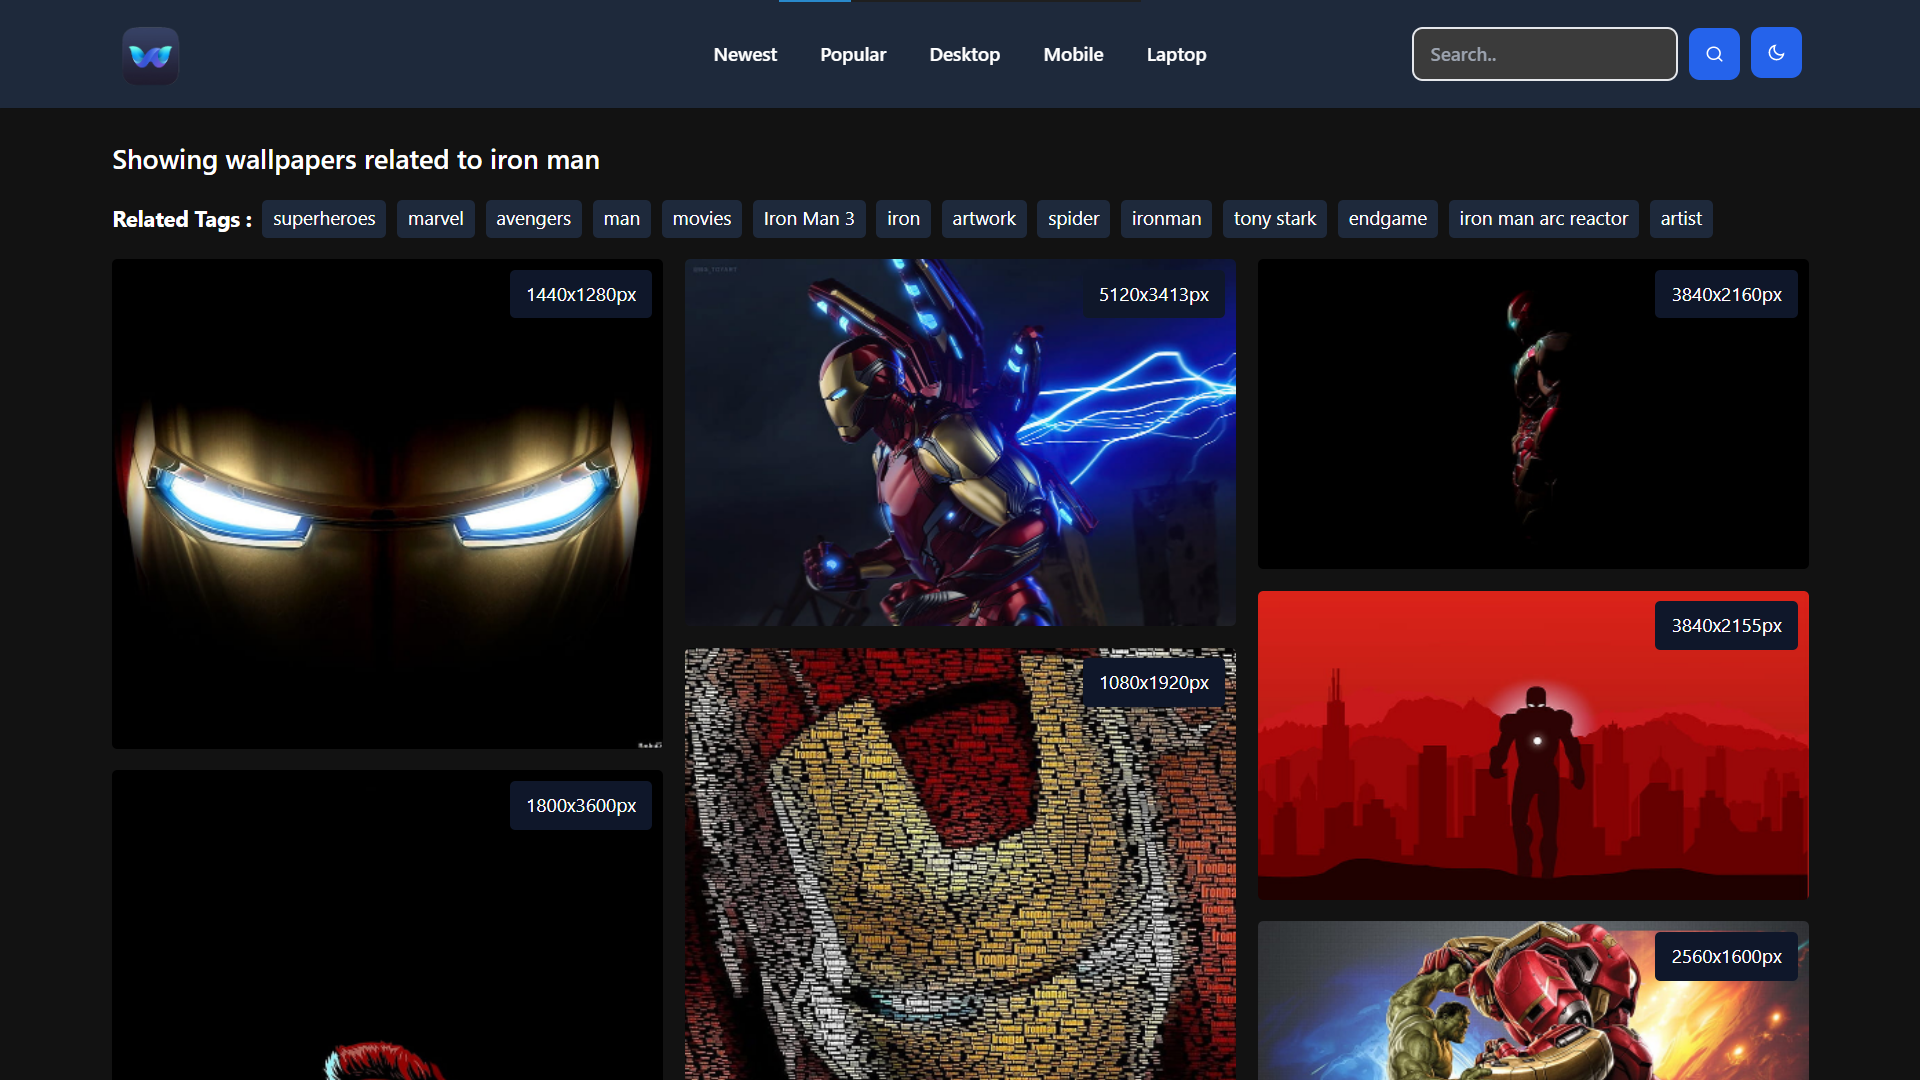 Newest Popular Desktop Mobile Laptop Search..
Showing wallpapers related to iron man
Related Tags : superheroes marvel avengers man movies Iron Man 3 iron artwork spider ironman tony stark endgame iron man arc reactor artist
1440x1280px
5120x3413px
3840x2160px
3840x2155px
1080x1920px
Ironman
1800x3600px
2560x1600px